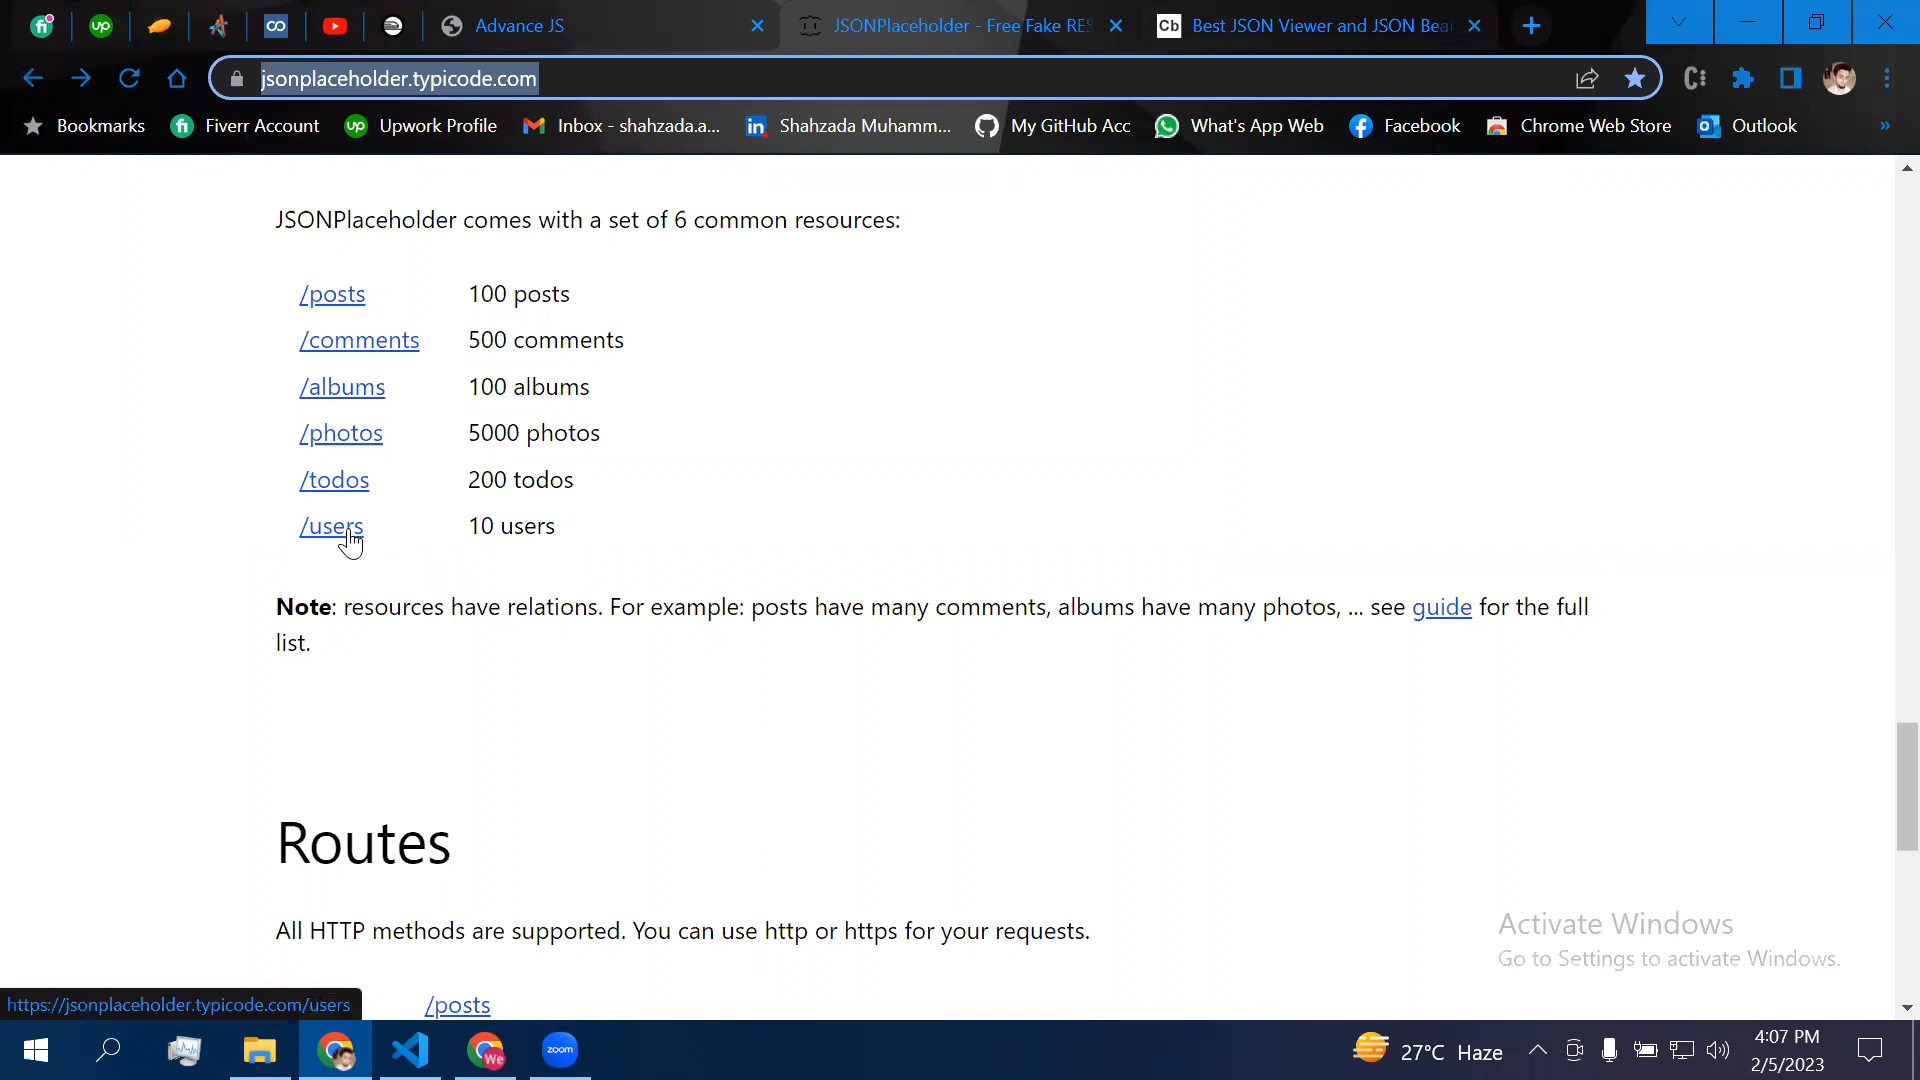 Advance JS
JSONPlaceholder - Free Fake RES
Cb Best JSON Viewer and JSON Bea
jsonplaceholder.typicode.com
Bookmarks
Fiverr Account
Upwork Profile
Inbox - shahzada.a...
Shahzada Muhamm...
My GitHub Acc
What's App Web
Facebook
Chrome Web Store
Outlook
JSONPlaceholder comes with a set of 6 common resources:
/posts 100 posts
/comments 500 comments
/albums 100 albums
/photos 5000 photos
/todos 200 todos
/users 10 users
Note: resources have relations. For example: posts have many comments, albums have many photos, ... see guide for the full
list.
Routes
All HTTP methods are supported. You can use http or https for your requests.
/posts
Activate Windows
Go to Settings to activate Windows.
https://jsonplaceholder.typicode.com/users
We
zoom
27°C Haze
4:07 PM
2/5/2023